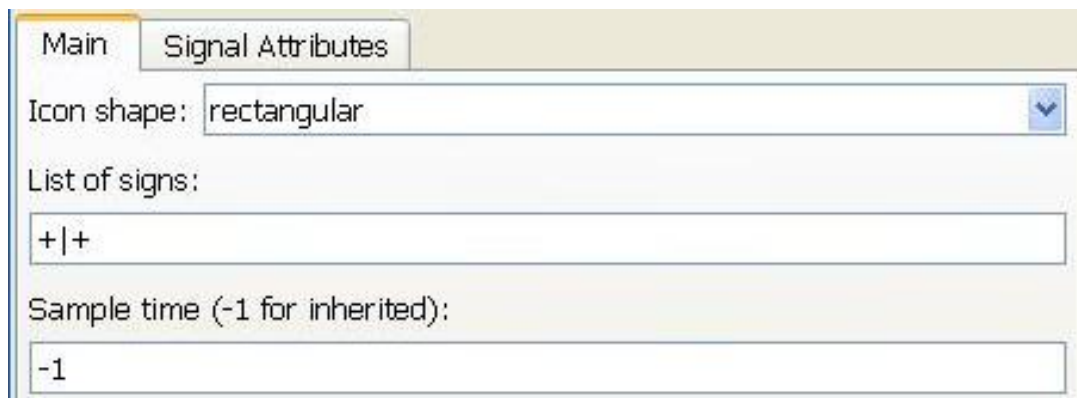 Main Signal Attributes
Icon shape: rectangular
List of signs:
+|+
Sample time (-1 for inherited):
-1